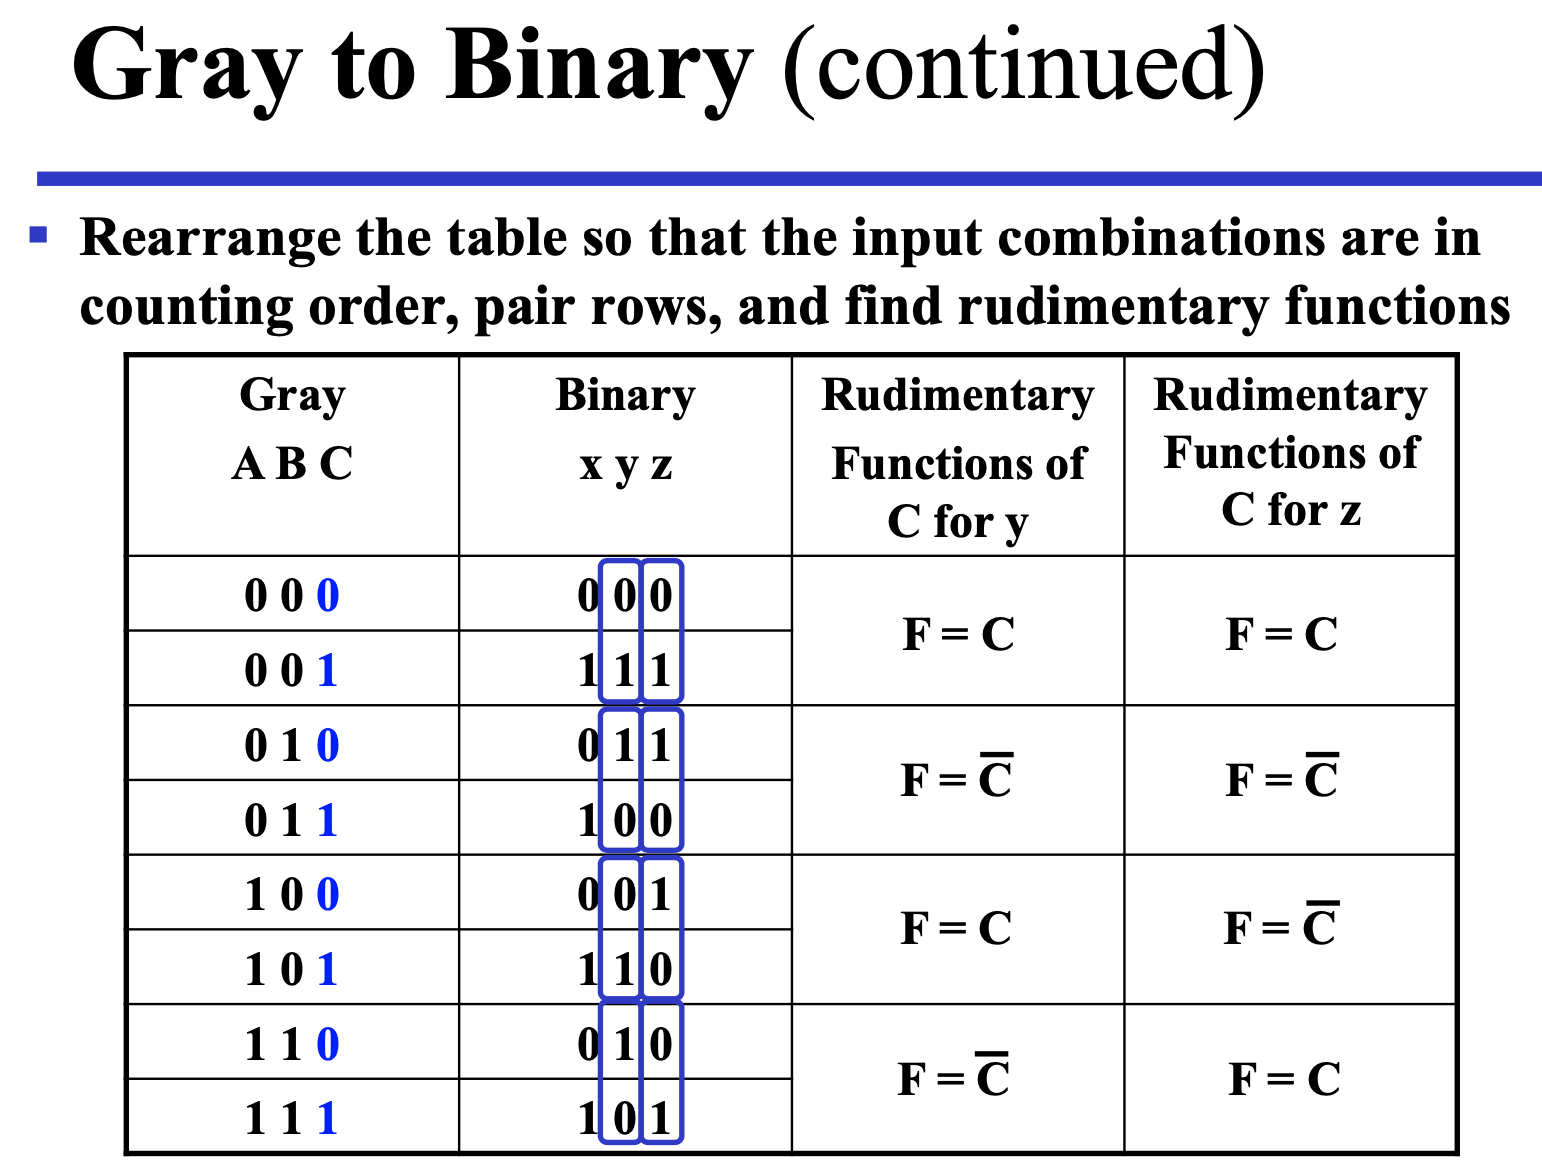 Gray to Binary (continued)
Rearrange the table so that the input combinations are in
counting order, pair rows, and find rudimentary functions
Gray
A B C
Binary
x y z
Rudimentary
Functions of
C for y
Rudimentary
Functions of
C for z
0 0 0
0 0 0
F = C
F = C
0 0 1
1 1 1
0 1 0
0 1 1
F = C̅
F = C̅
0 1 1
1 0 0
1 0 0
0 0 1
F = C
F = C̅
1 0 1
1 1 0
1 1 0
0 1 0
F = C̅
F = C
1 1 1
1 0 1